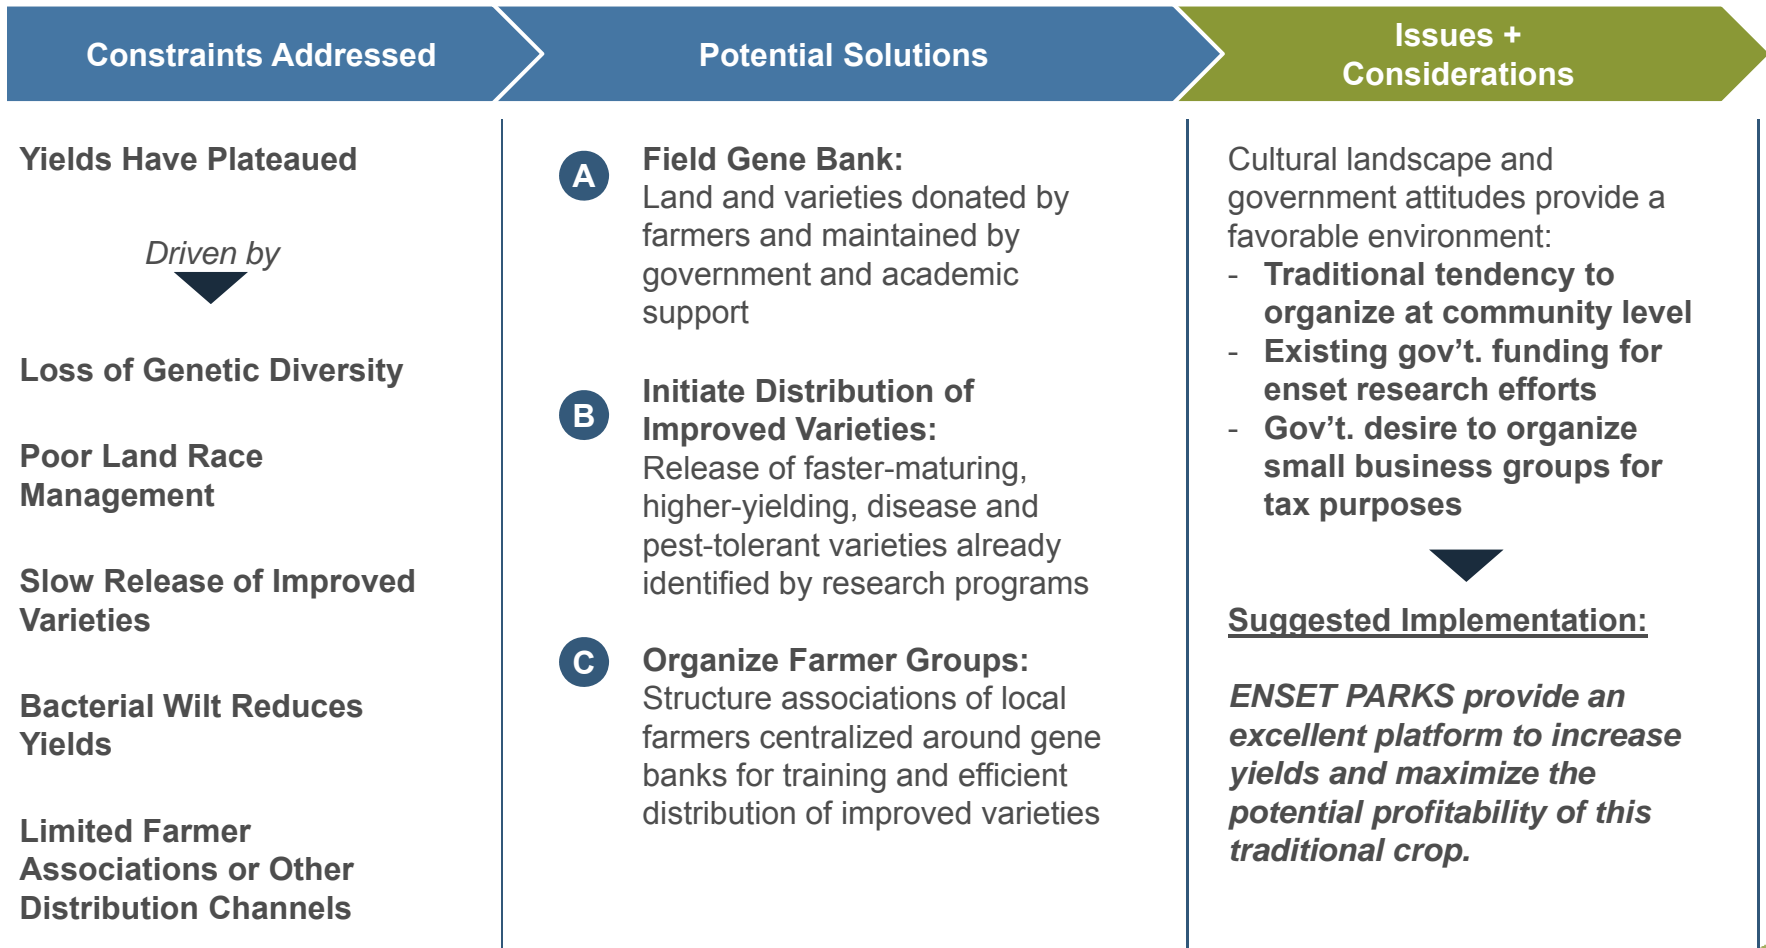 Constraints Addressed
Potential Solutions
Issues +
Considerations
Yields Have Plateaued
Driven by
Loss of Genetic Diversity
Poor Land Race
Management
Slow Release of Improved
Varieties
Bacterial Wilt Reduces
Yields
Limited Farmer
Associations or Other
Distribution Channels
A
Field Gene Bank:
Land and varieties donated by
farmers and maintained by
government and academic
support
B
Initiate Distribution of
Improved Varieties:
Release of faster-maturing,
higher-yielding, disease and
pest-tolerant varieties already
identified by research programs
C
Organize Farmer Groups:
Structure associations of local
farmers centralized around gene
banks for training and efficient
distribution of improved varieties
Cultural landscape and
government attitudes provide a
favorable environment:
- Traditional tendency to
organize at community level
- Existing gov’t. funding for
enset research efforts
- Gov’t. desire to organize
small business groups for
tax purposes
Suggested Implementation:
ENSET PARKS provide an
excellent platform to increase
yields and maximize the
potential profitability of this
traditional crop.